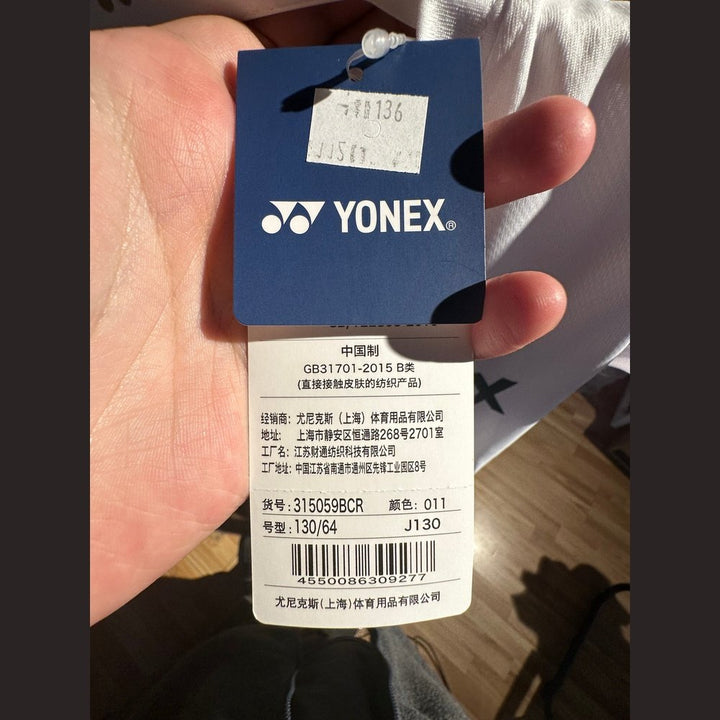 136
YONEX®
中国制
GB31701-2015 B类
(直接接触皮肤的纺织产品)
经销商: 尤尼克斯(上海)体育用品有限公司
地址: 上海市静安区恒通路268号2701室
工厂名: 江苏财通纺织科技有限公司
工厂地址: 中国江苏省南通市通州区先锋工业园区8号
货号: 315059BCR 颜色: 011
号型: 130/64 J130
4550086309277
尤尼克斯(上海)体育用品有限公司